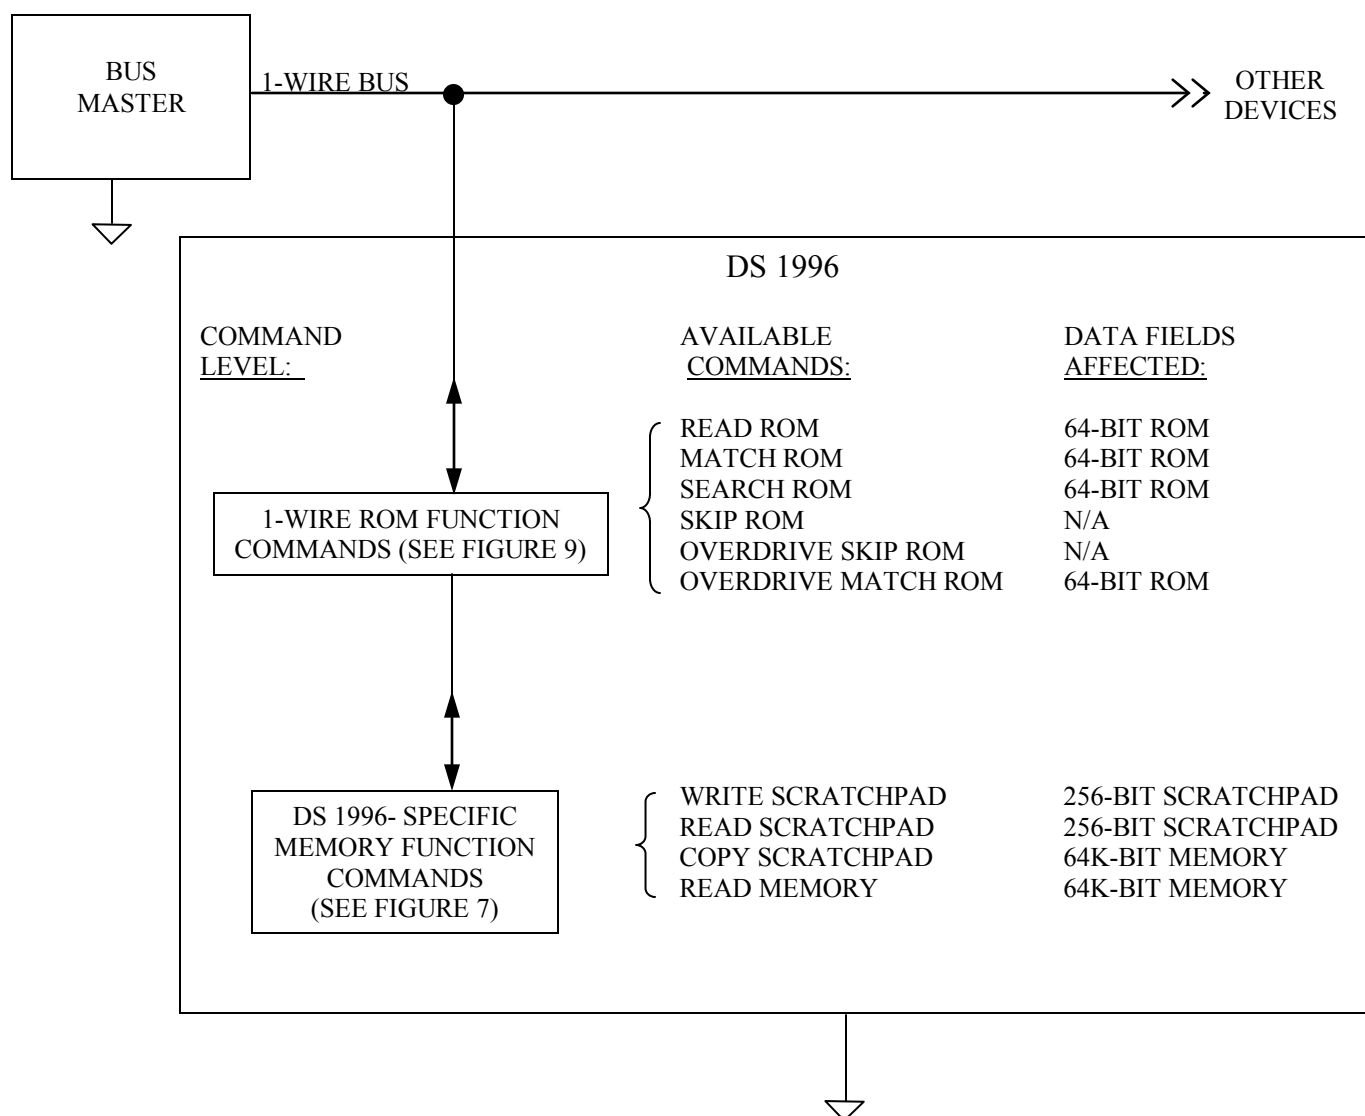 BUS
MASTER
1-WIRE BUS
OTHER
DEVICES
DS 1996
COMMAND
LEVEL:
AVAILABLE
COMMANDS:
DATA FIELDS
AFFECTED:
READ ROM 64-BIT ROM
MATCH ROM 64-BIT ROM
SEARCH ROM 64-BIT ROM
SKIP ROM N/A
OVERDRIVE SKIP ROM N/A
OVERDRIVE MATCH ROM 64-BIT ROM
1-WIRE ROM FUNCTION
COMMANDS (SEE FIGURE 9)
WRITE SCRATCHPAD 256-BIT SCRATCHPAD
READ SCRATCHPAD 256-BIT SCRATCHPAD
COPY SCRATCHPAD 64K-BIT MEMORY
READ MEMORY 64K-BIT MEMORY
DS 1996- SPECIFIC
MEMORY FUNCTION
COMMANDS
(SEE FIGURE 7)